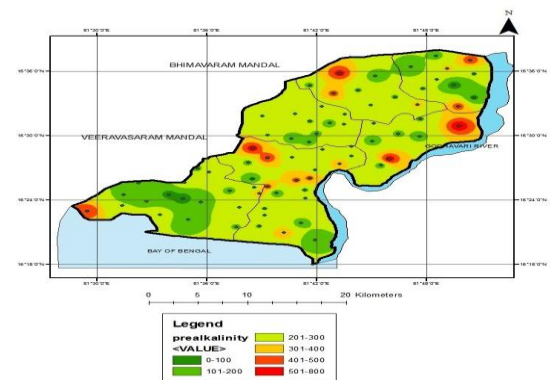 N
81°30'0"E 81°36'0"E 81°42'0"E 81°48'0"E
BHIMAVARAM MANDAL
16°36'0"N 16°36'0"N
16°30'0"N 16°30'0"N
VEERAVASARAM MANDAL
GODAVARI RIVER
16°24'0"N 16°24'0"N
BAY OF BENGAL
16°18'0"N 16°18'0"N
81°30'0"E 81°36'0"E 81°42'0"E 81°48'0"E
0 5 10 20 Kilometers
Legend
prealkalinity
<VALUE>
0-100
101-200
201-300
301-400
401-500
501-800